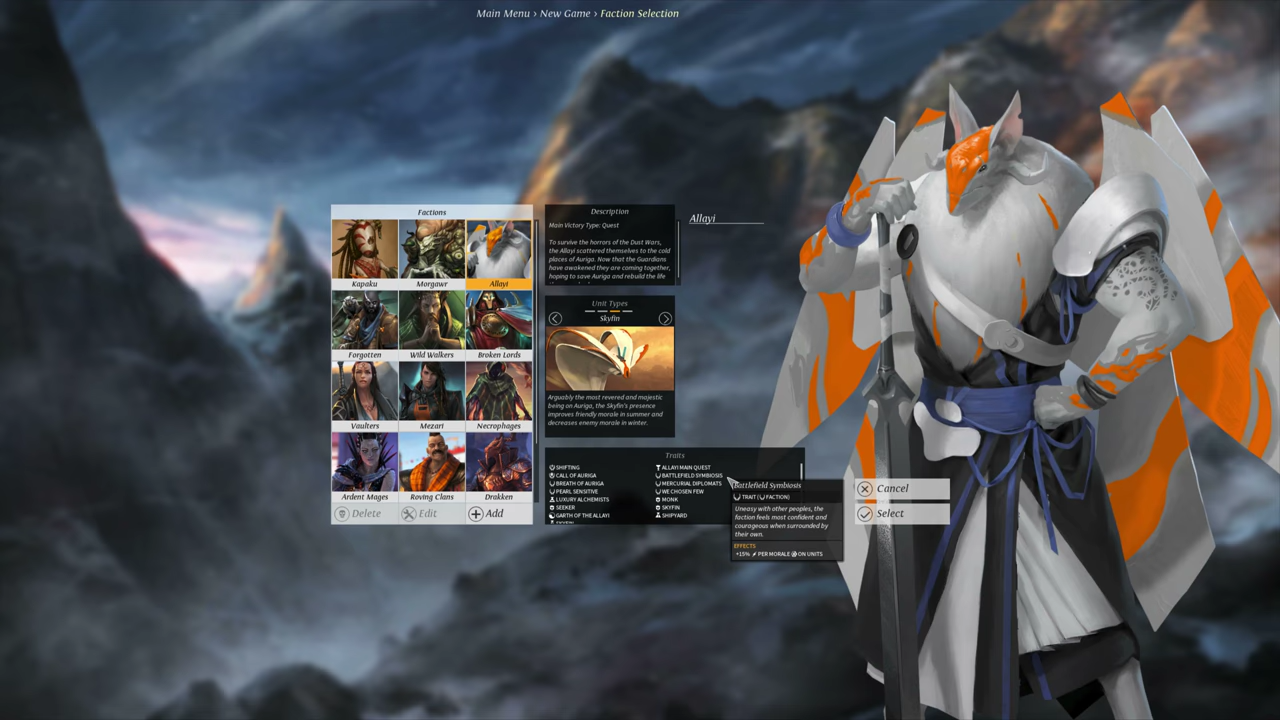 Main Menu › New Game › Faction Selection
Factions
Kapaku
Morgawr
Allayi
Forgotten
Wild Walkers
Broken Lords
Vaulters
Mezari
Necrophages
Ardent Mages
Roving Clans
Drakken
Delete
Edit
Add
Description
Main Victory Type: Quest
To survive the horrors of the Dust Wars,
the Allayi scattered themselves to the cold
places of Auriga. Now that the Guardians
have awakened they are coming together,
hoping to save Auriga and rebuild the life
Allayi
Unit Types
Skyfin
Arguably the most revered and majestic
being on Auriga, the Skyfin's presence
improves friendly morale in summer and
decreases enemy morale in winter.
Traits
SHIFTING
CALL OF AURIGA
BREATH OF AURIGA
PEARL SENSITIVE
LUXURY ALCHEMISTS
SEEKER
GARTH OF THE ALLAYI
ALLAYI MAIN QUEST
BATTLEFIELD SYMBIOSIS
MERCURIAL DIPLOMATS
WE CHOSEN FEW
MONK
SKYFIN
SHIPYARD
Battlefield Symbiosis
TRAIT (FACTION)
Uneasy with other peoples, the
faction feels most confident and
courageous when surrounded by
their own.
EFFECTS
+15% PER MORALE ON UNITS
Cancel
Select